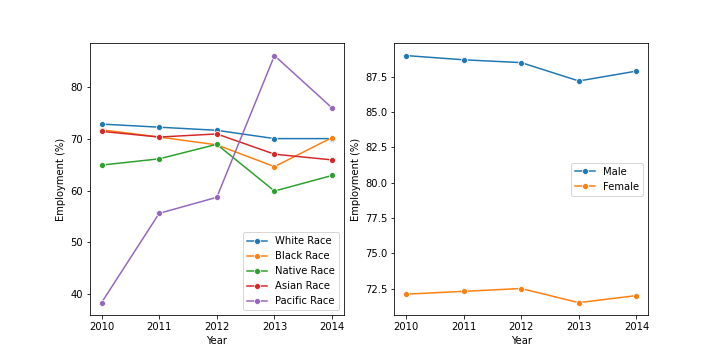 Employment (%)
80
70
60
50
40
2010 2011 2012 2013 2014
Year
White Race
Black Race
Native Race
Asian Race
Pacific Race
Employment (%)
87.5
85.0
82.5
80.0
77.5
75.0
72.5
2010 2011 2012 2013 2014
Year
Male
Female